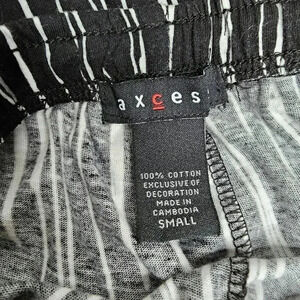 axces
100% COTTON
EXCLUSIVE OF
DECORATION
MADE IN
CAMBODIA
SMALL